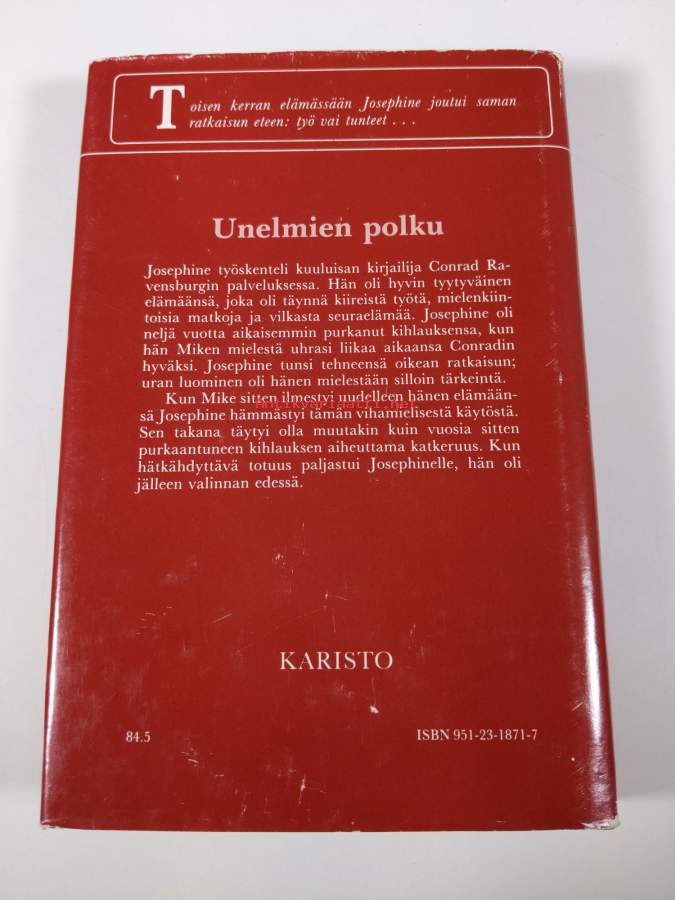 Toisen kerran elämässään Josephine joutui saman
ratkaisun eteen: työ vai tunteet . . .
Unelmien polku
Josephine työskenteli kuuluisan kirjailija Conrad Ra-
vensburgin palveluksessa. Hän oli hyvin tyytyväinen
elämäänsä, joka oli täynnä kiireistä työtä, mielenkiin-
toisia matkoja ja vilkasta seuraelämää. Josephine oli
neljä vuotta aikaisemmin purkanut kihlauksensa, kun
hän Miken mielestä uhrasi liikaa aikaansa Conradin
hyväksi. Josephine tunsi tehneensä oikean ratkaisun;
uran luominen oli hänen mielestään silloin tärkeintä.
Kun Mike sitten ilmestyi uudelleen hänen elämään-
sä Josephine hämmästyi tämän vihamielisestä käytöstä.
Sen takana täytyi olla muutakin kuin vuosia sitten
purkaantuneen kihlauksen aiheuttama katkeruus. Kun
hätkähdyttävä totuus paljastui Josephinelle, hän oli
jälleen valinnan edessä.
antikvariaatti.net
KARISTO
84.5
ISBN 951-23-1871-7